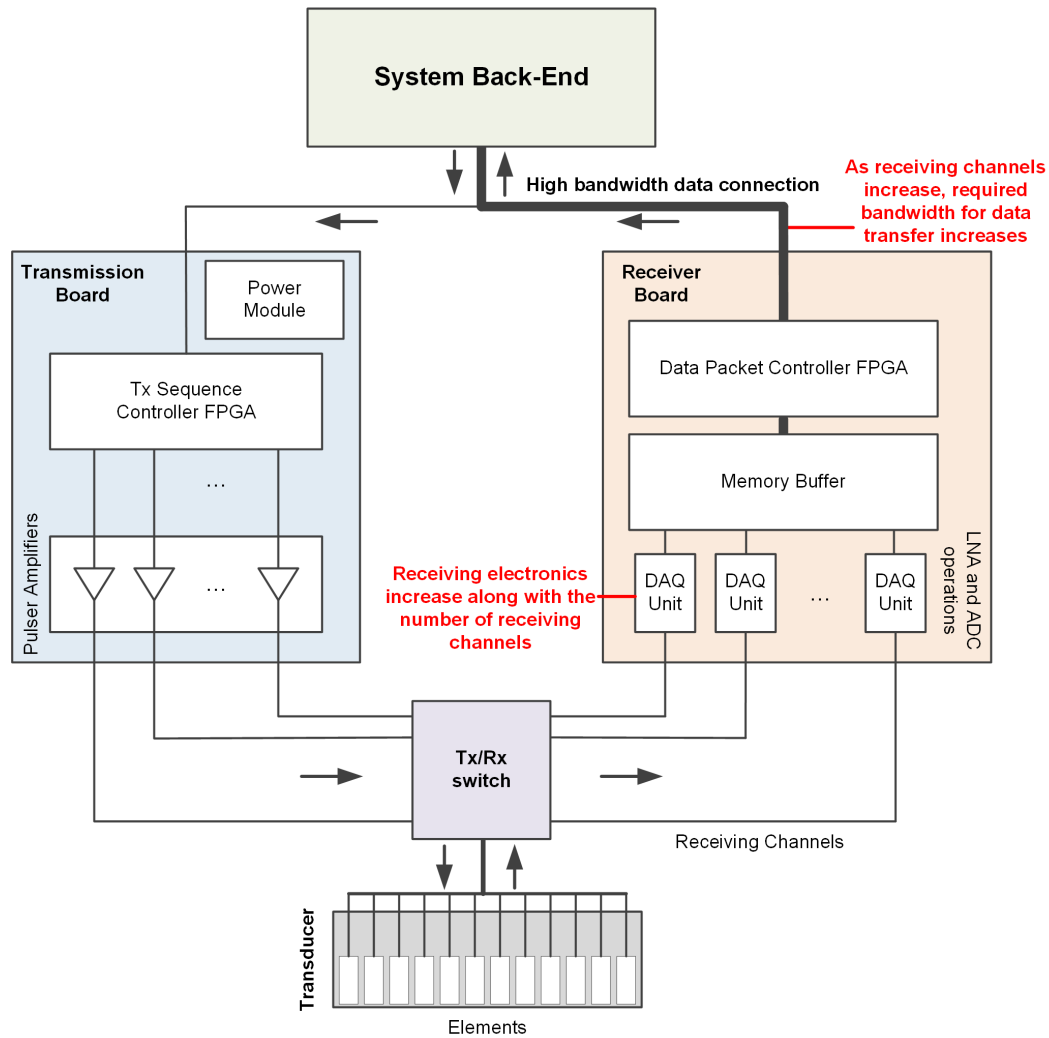 System Back-End
High bandwidth data connection
As receiving channels
increase, required
bandwidth for data
transfer increases
Transmission
Board
Power
Module
Tx Sequence
Controller FPGA
...
Pulser Amplifiers
...
Receiver
Board
Data Packet Controller FPGA
Memory Buffer
DAQ
Unit
DAQ
Unit
...
DAQ
Unit
LNA and ADC
operations
Receiving electronics
increase along with the
number of receiving
channels
Tx/Rx
switch
Receiving Channels
Transducer
Elements